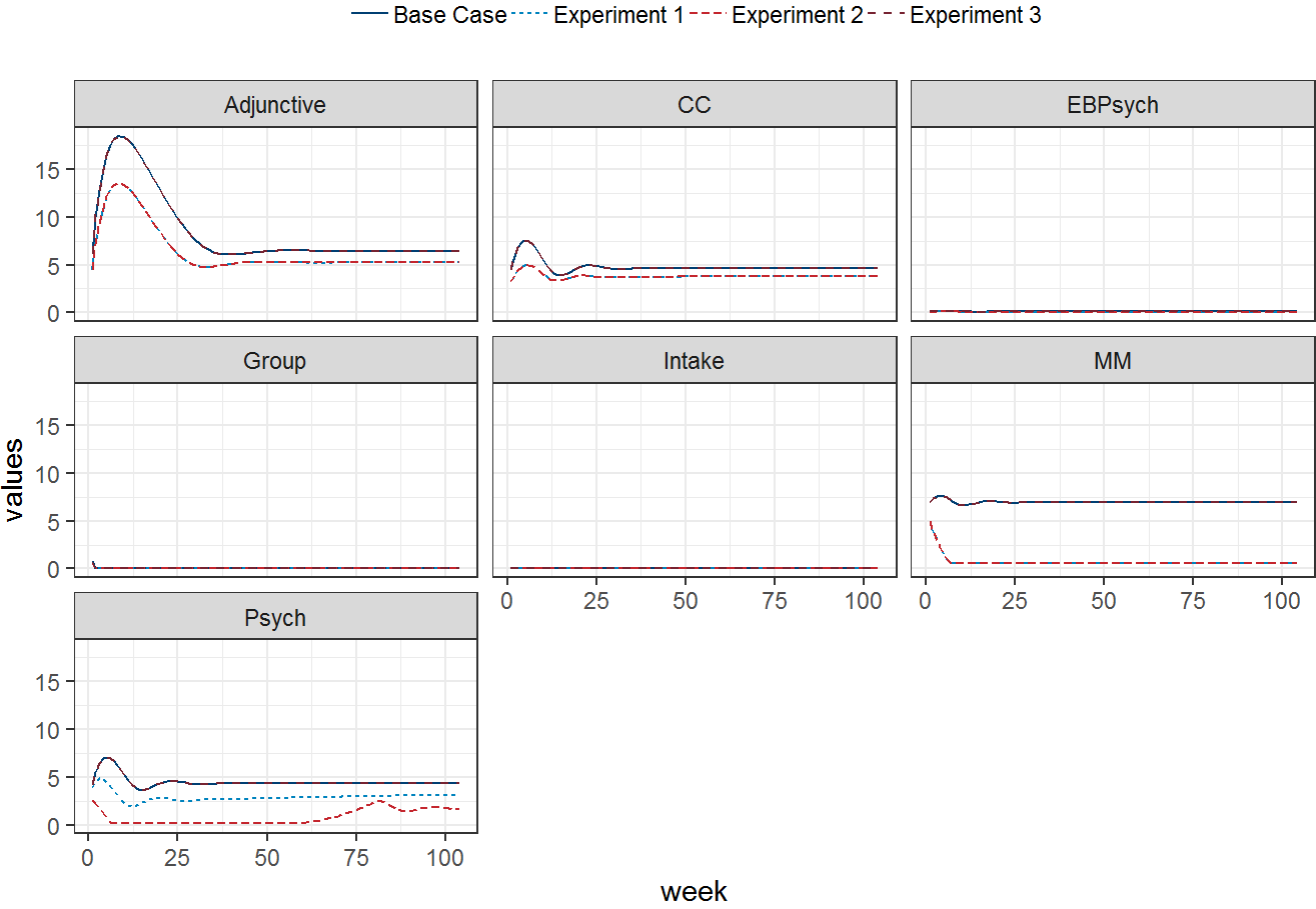 Base Case Experiment 1 Experiment 2 Experiment 3
Adjunctive CC EBPsych
15
10
5
0
Group Intake MM
values
15
10
5
0
0 25 50 75 100 0 25 50 75 100
Psych
15
10
5
0
0 25 50 75 100
week